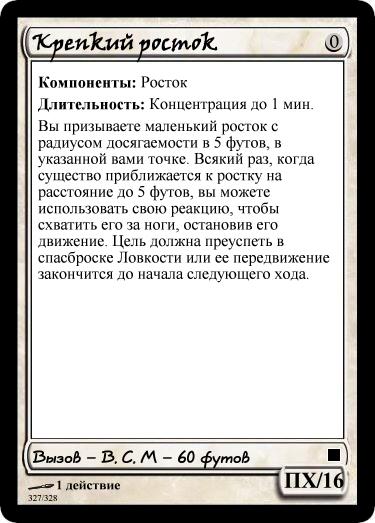 Крепкий росток 0
Компоненты: Росток
Длительность: Концентрация до 1 мин.
Вы призываете маленький росток с
радиусом досягаемости в 5 футов, в
указанной вами точке. Всякий раз, когда
существо приближается к ростку на
расстояние до 5 футов, вы можете
использовать свою реакцию, чтобы
схватить его за ноги, остановив его
движение. Цель должна преуспеть в
спасброске Ловкости или ее передвижение
закончится до начала следующего хода.
Вызов – В, С, М – 60 футов
1 действие
ПХ/16
327/328